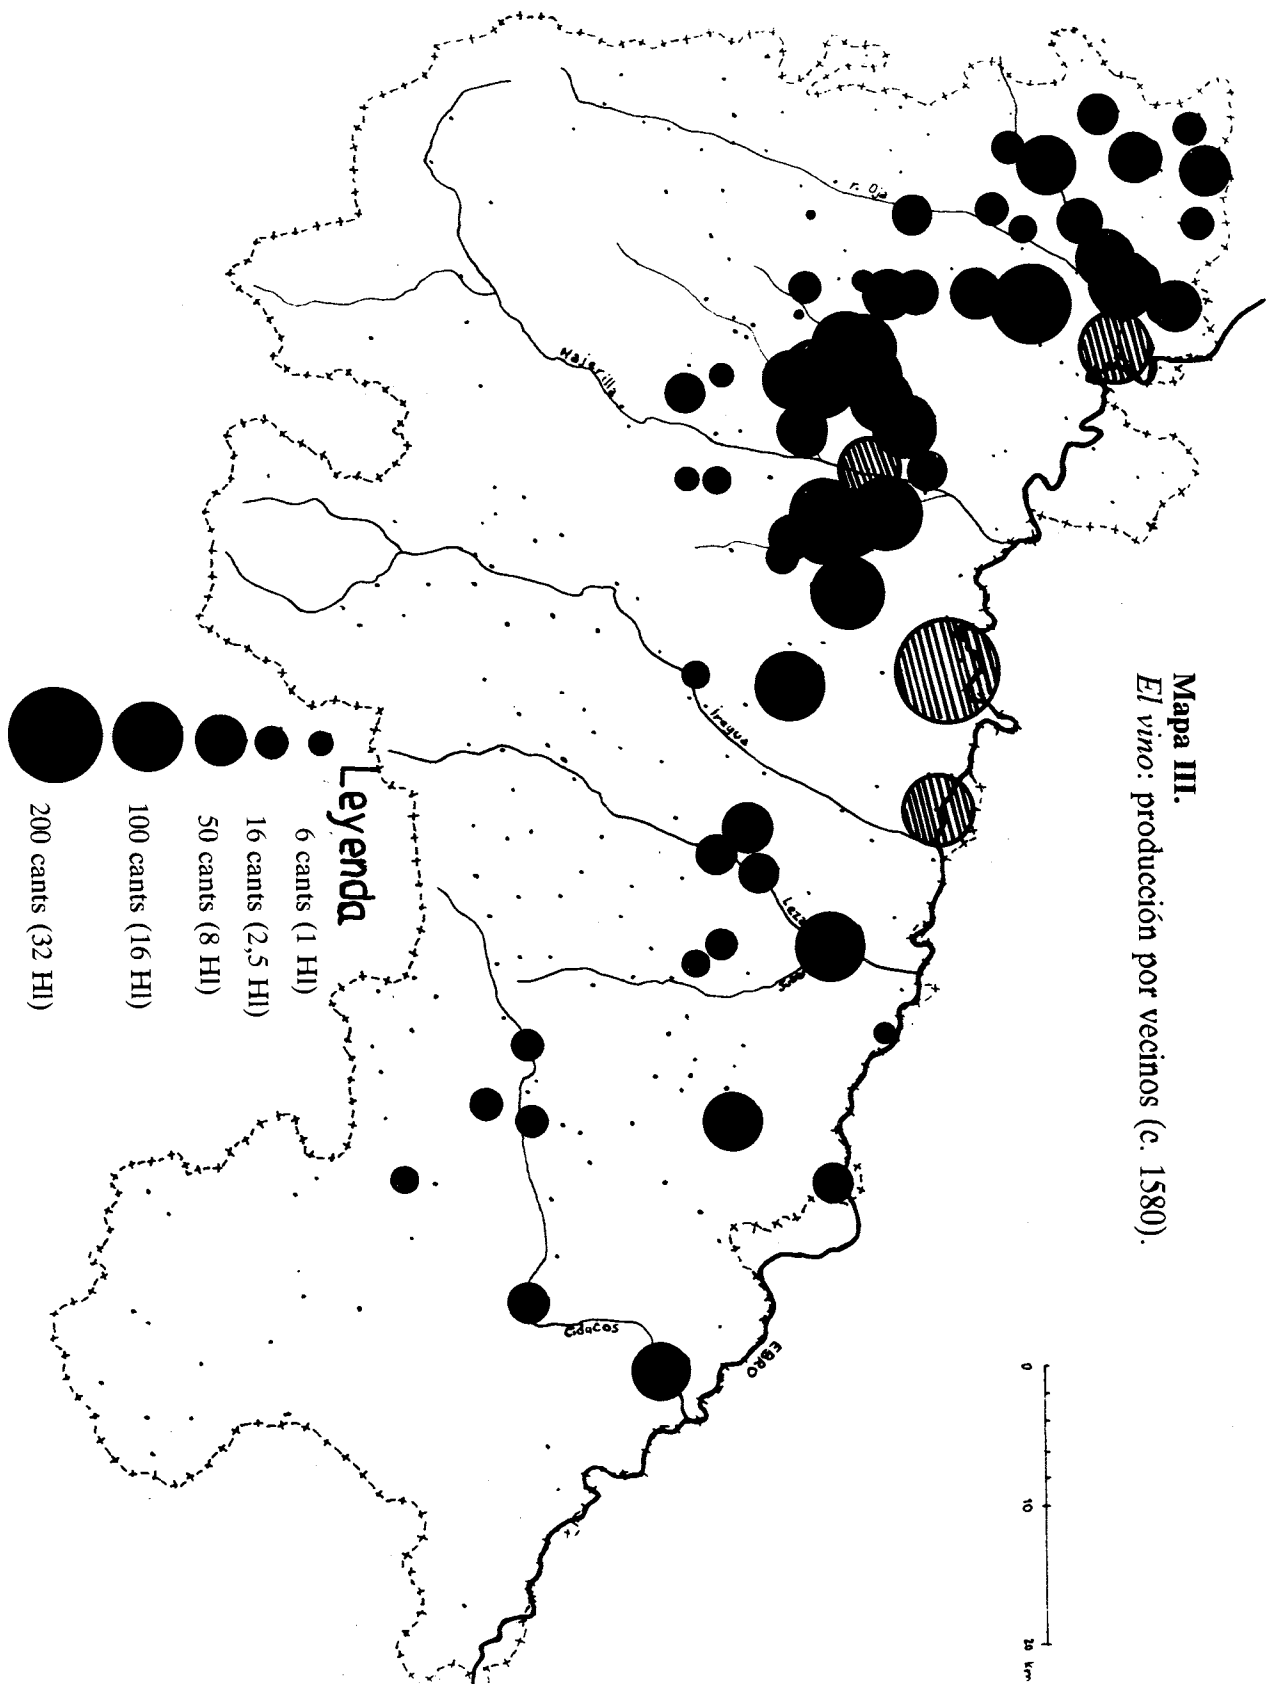 Mapa III.
El vino: producción por vecinos (c. 1580).
r. Oja
Najerilla
Iregua
Leza
Cidacos
EBRO
0
10
20 km
Leyenda
6 cants (1 Hl)
16 cants (2,5 Hl)
50 cants (8 Hl)
100 cants (16 Hl)
200 cants (32 Hl)